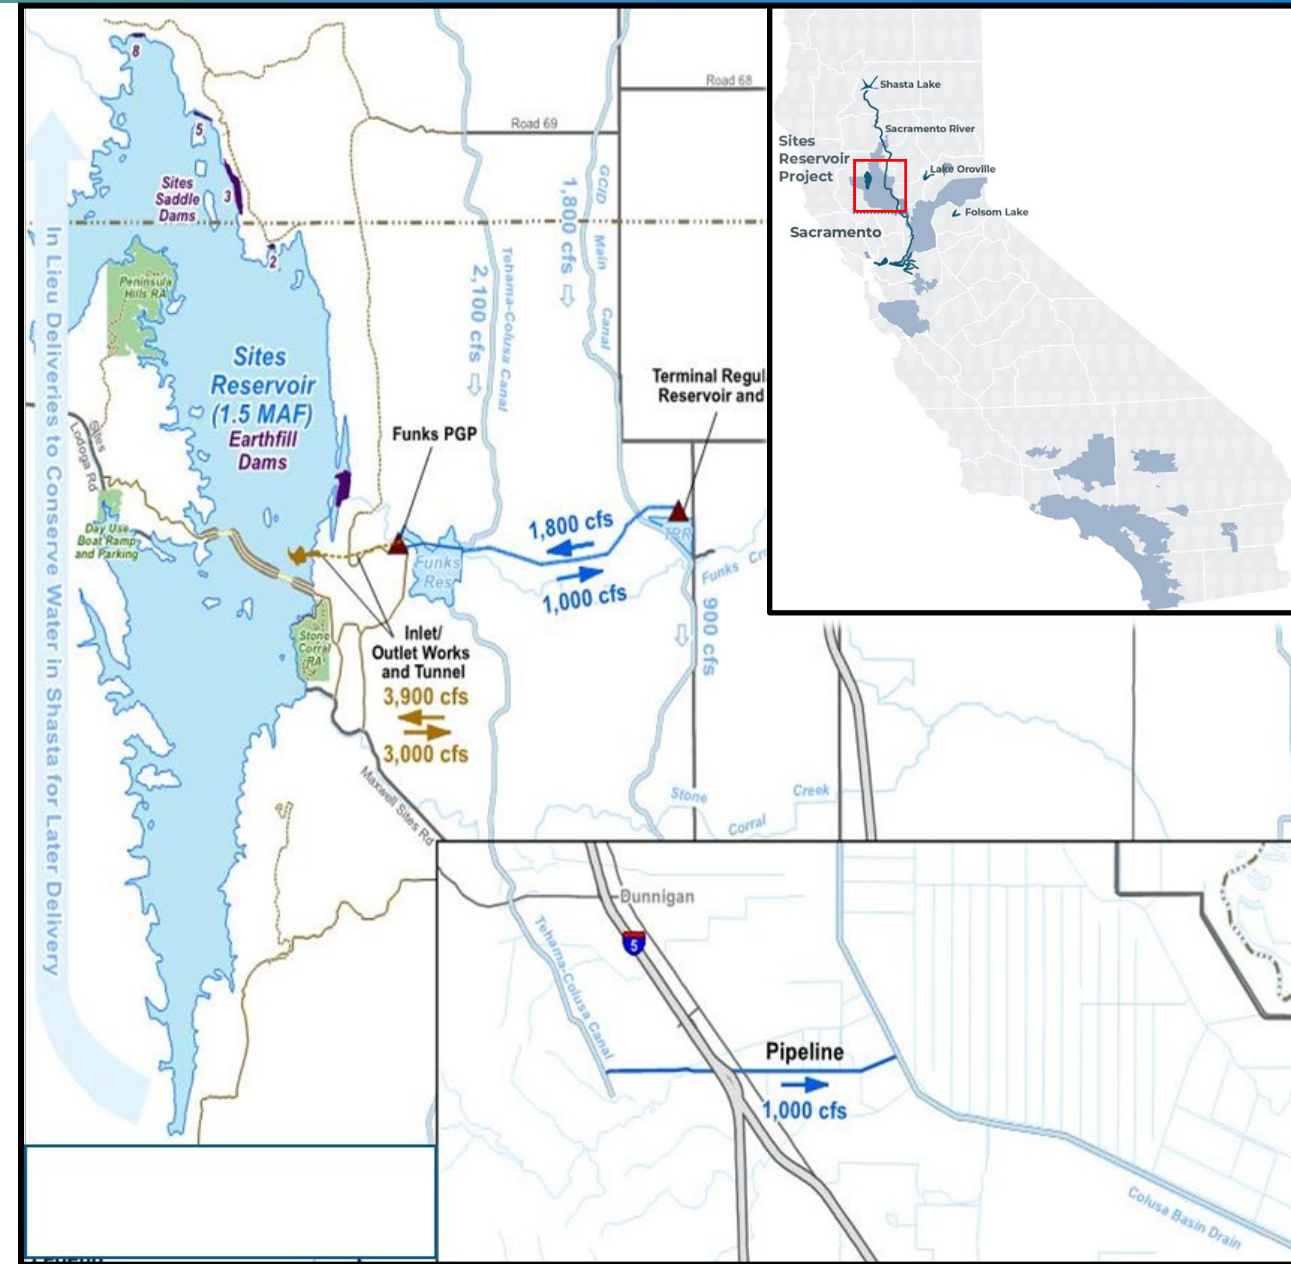 8
5
3
2
Sites
Saddle
Dams
Peninsula
Hills RA
Sites
Reservoir
(1.5 MAF)
Earthfill
Dams
In Lieu Deliveries to Conserve Water in Shasta for Later Delivery
Sites
Lodoga Rd
Day Use
Boat Ramp
and Parking
Stone
Corral
RA
Road 68
Road 69
GCID Main Canal
1,800 cfs
Tehama-Colusa Canal
2,100 cfs
Terminal Regul
Reservoir and
Funks PGP
Funks
Res
TRR
1,800 cfs
1,000 cfs
Funks Cr
900 cfs
Inlet/
Outlet Works
and Tunnel
3,900 cfs
3,000 cfs
Maxwell Sites Rd
Stone
Corral
Creek
Shasta Lake
Sacramento River
Sites
Reservoir
Project
Lake Oroville
Folsom Lake
Sacramento
Dunnigan
5
Tehama-Colusa Canal
Pipeline
1,000 cfs
Colusa Basin Drain